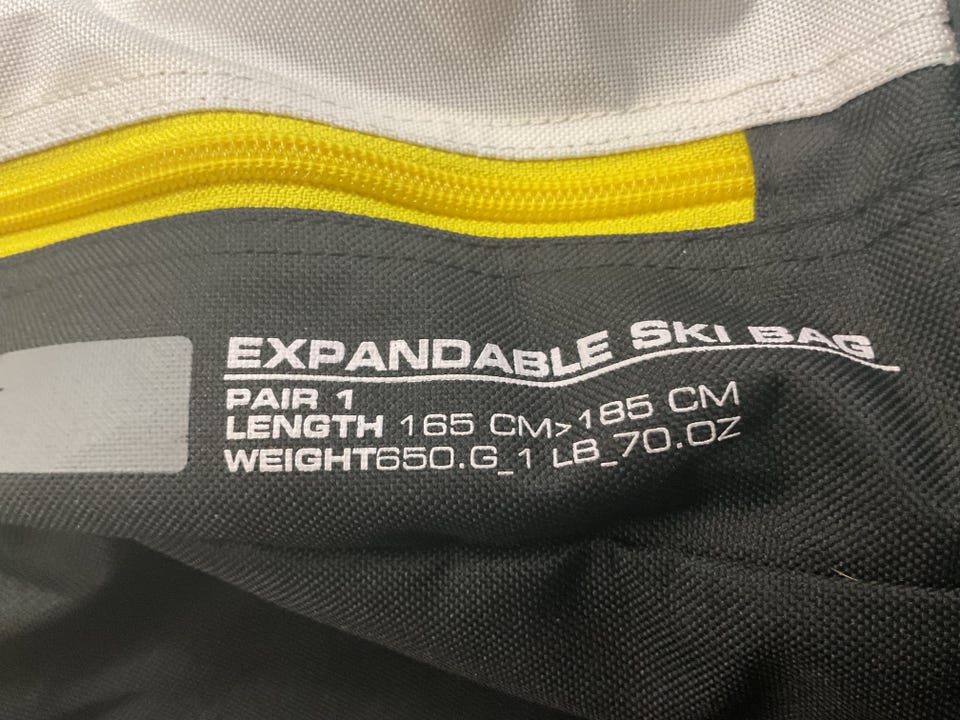 EXPANDABLE SKI BAG
PAIR 1
LENGTH 165 CM>185 CM
WEIGHT650.G_1 LB_70.OZ